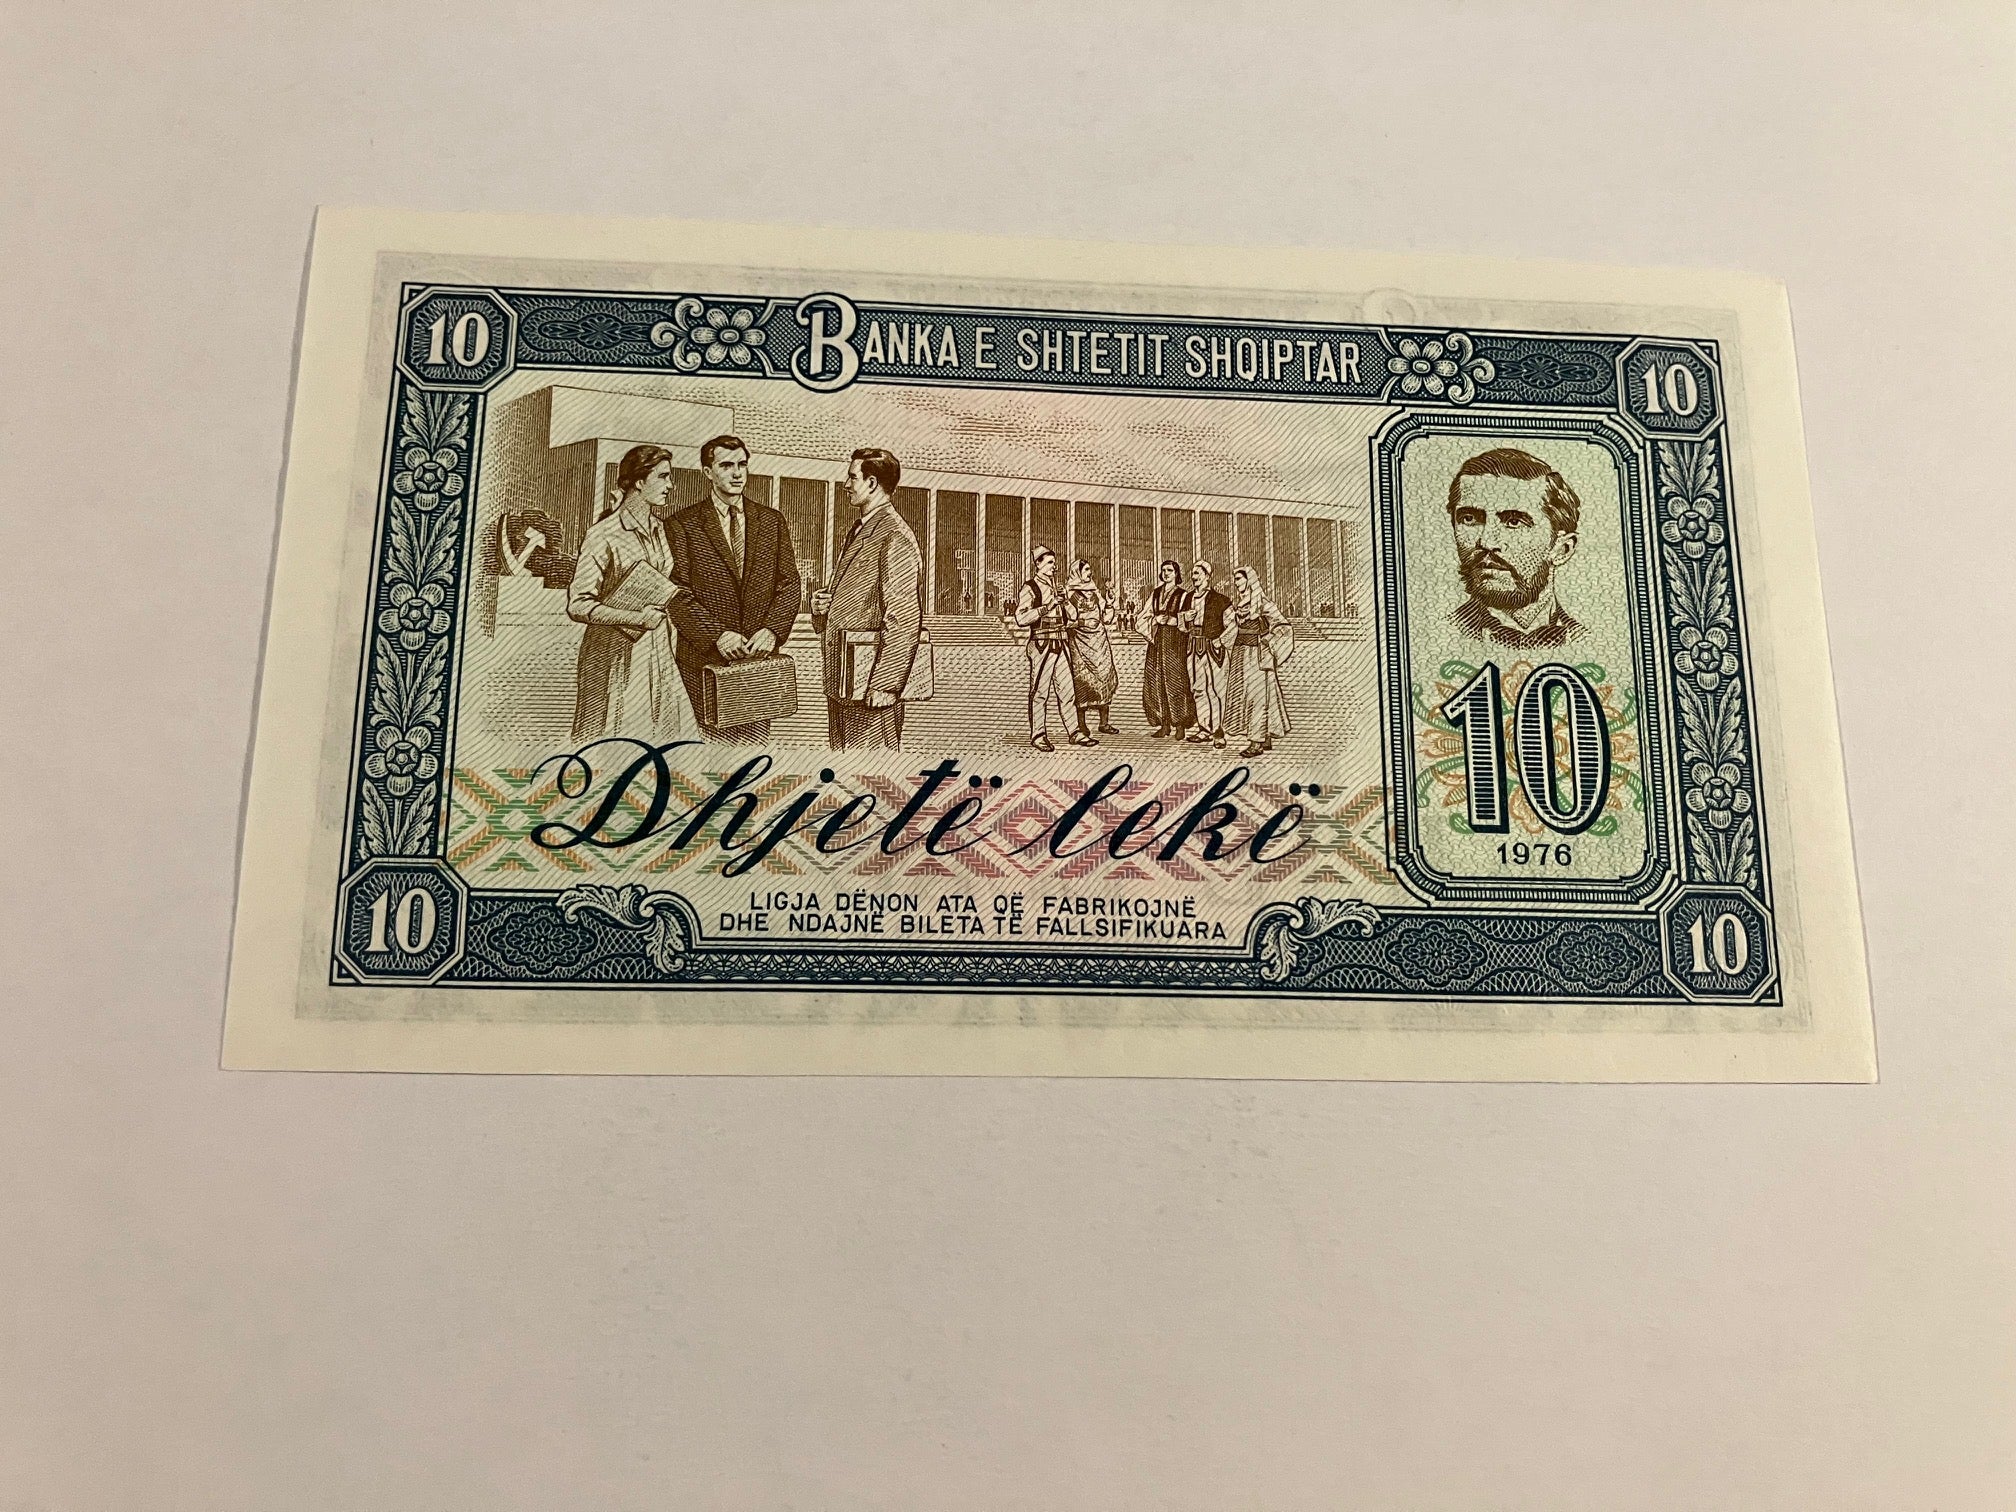 10 BANKA E SHTETIT SHQIPTAR 10
10
1976
Dhjetë lekë
LIGJA DËNON ATA QË FABRIKOJNË
DHE NDAJNË BILETA TË FALLSIFIKUARA
10 10